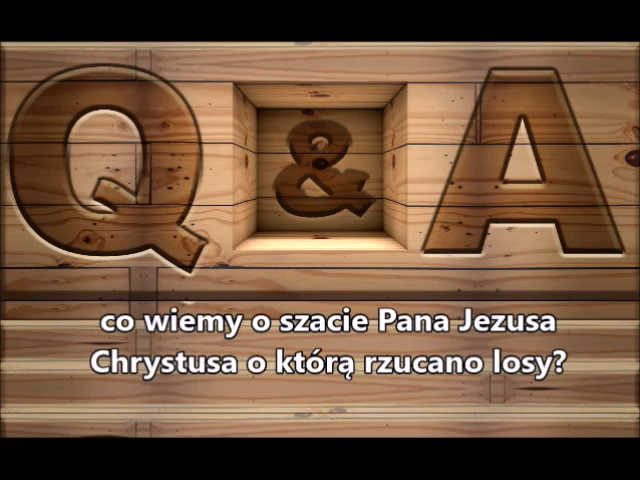 Q & A
co wiemy o szacie Pana Jezusa
Chrystusa o którą rzucano losy?